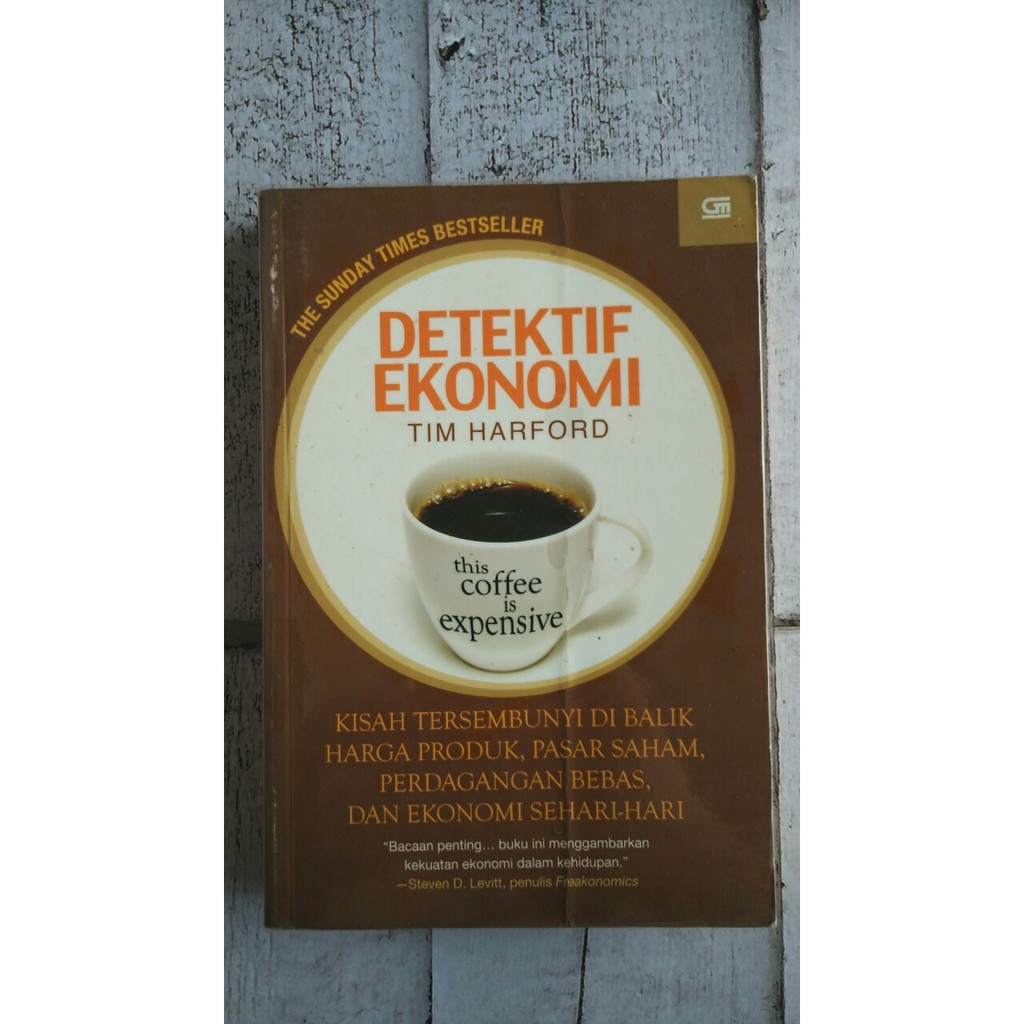 GM
THE SUNDAY TIMES BESTSELLER
DETEKTIF
EKONOMI
TIM HARFORD
this
coffee
is
expensive
KISAH TERSEMBUNYI DI BALIK
HARGA PRODUK, PASAR SAHAM,
PERDAGANGAN BEBAS,
DAN EKONOMI SEHARI-HARI
“Bacaan penting... buku ini menggambarkan
kekuatan ekonomi dalam kehidupan.”
—Steven D. Levitt, penulis Freakonomics